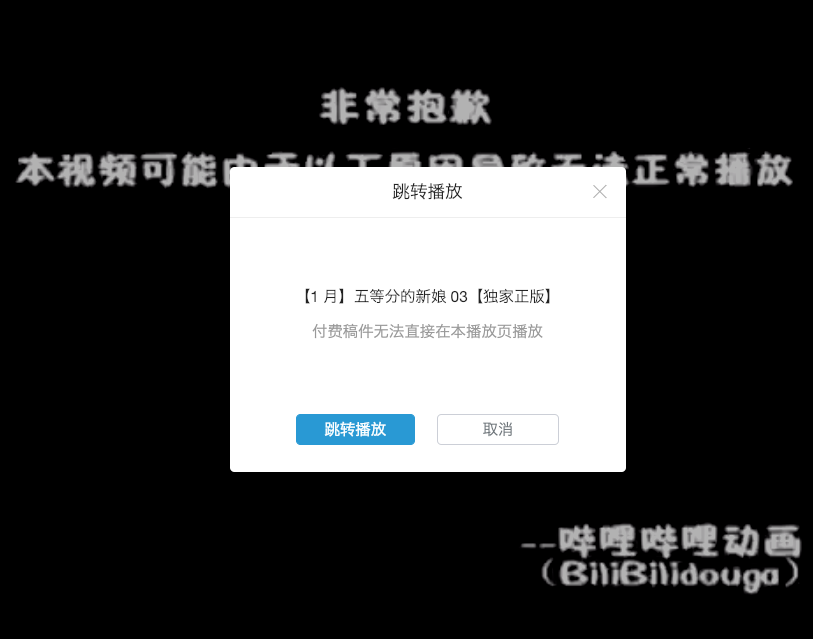 非常抱歉
本视频可能由于以下原因导致无法正常播放
跳转播放
【1 月】五等分的新娘 03【独家正版】
付费稿件无法直接在本播放页播放
跳转播放
取消
--哔哩哔哩动画
（BiliBilidouga）